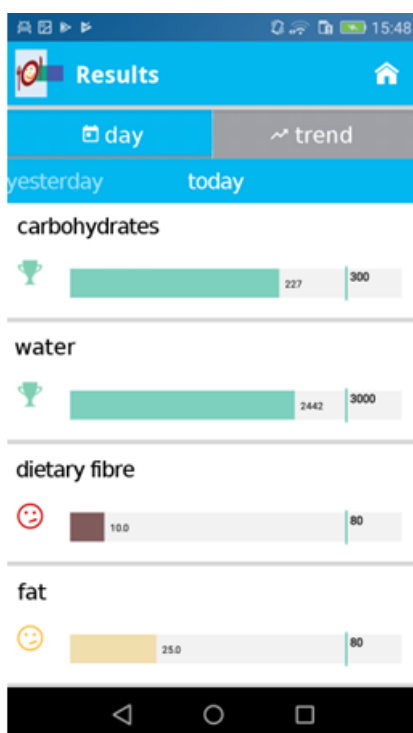 15:48
Results
day
trend
yesterday
today
carbohydrates
227
300
water
2442
3000
dietary fibre
10.0
80
fat
25.0
80